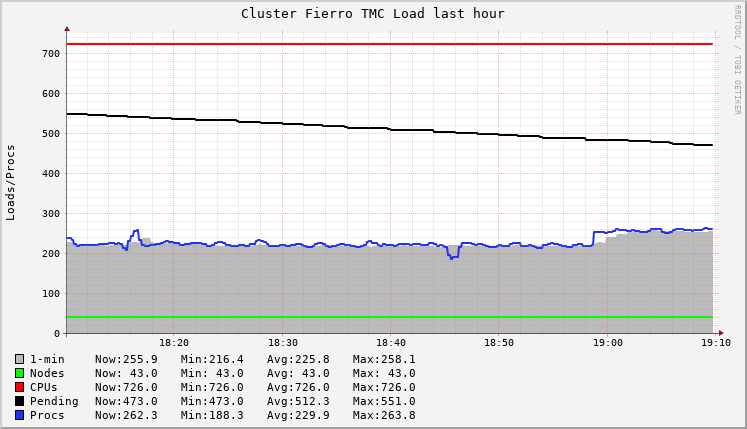 Cluster Fierro TMC Load last hour
RRDTOOL / TOBI OETIKER
Loads/Procs
700
600
500
400
300
200
100
0
18:20 18:30 18:40 18:50 19:00 19:10
1-min Now:255.9 Min:216.4 Avg:225.8 Max:258.1
Nodes Now: 43.0 Min: 43.0 Avg: 43.0 Max: 43.0
CPUs Now:726.0 Min:726.0 Avg:726.0 Max:726.0
Pending Now:473.0 Min:473.0 Avg:512.3 Max:551.0
Procs Now:262.3 Min:188.3 Avg:229.9 Max:263.8